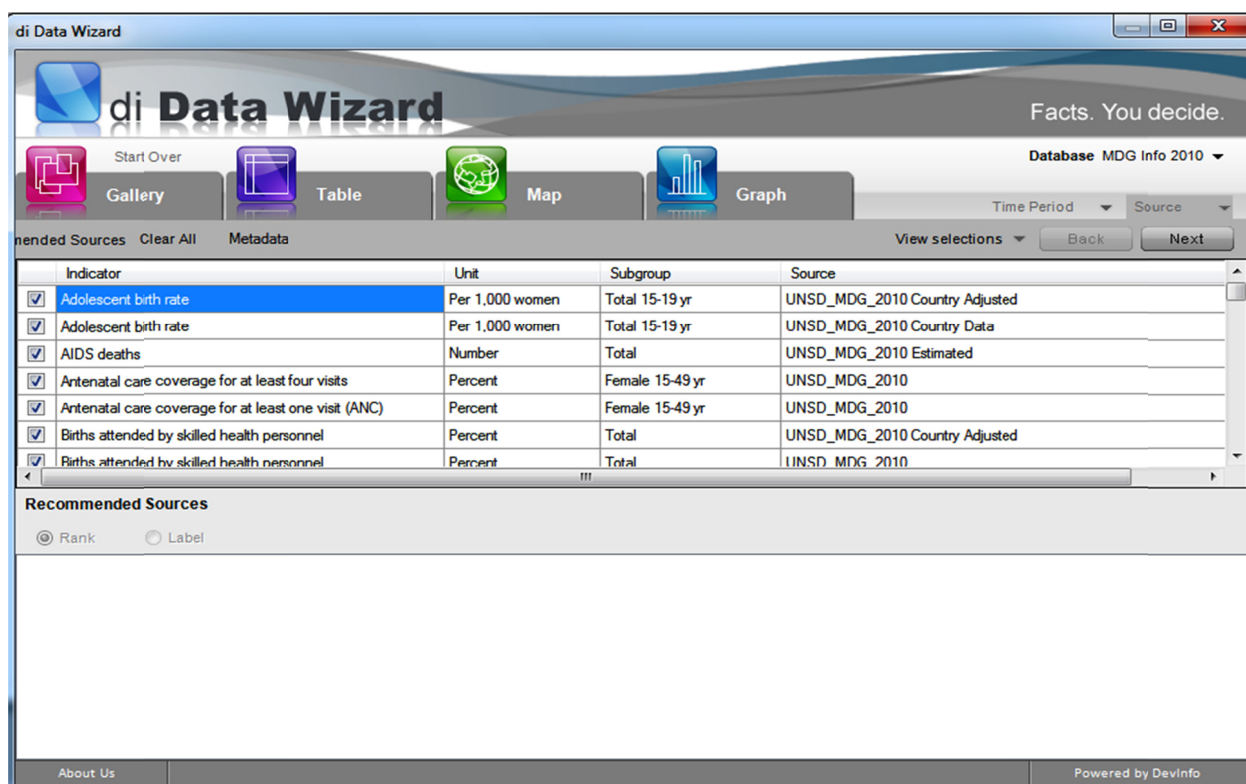 di Data Wizard
di Data Wizard
Facts. You decide.
Start Over
Database MDG Info 2010
Gallery Table Map Graph
Time Period Source
mended Sources Clear All Metadata View selections Back Next
Indicator Unit Subgroup Source
Adolescent birth rate Per 1,000 women Total 15-19 yr UNSD_MDG_2010 Country Adjusted
Adolescent birth rate Per 1,000 women Total 15-19 yr UNSD_MDG_2010 Country Data
AIDS deaths Number Total UNSD_MDG_2010 Estimated
Antenatal care coverage for at least four visits Percent Female 15-49 yr UNSD_MDG_2010
Antenatal care coverage for at least one visit (ANC) Percent Female 15-49 yr UNSD_MDG_2010
Births attended by skilled health personnel Percent Total UNSD_MDG_2010 Country Adjusted
Births attended by skilled health personnel Percent Total UNSD_MDG_2010
Recommended Sources
Rank Label
About Us Powered by DevInfo